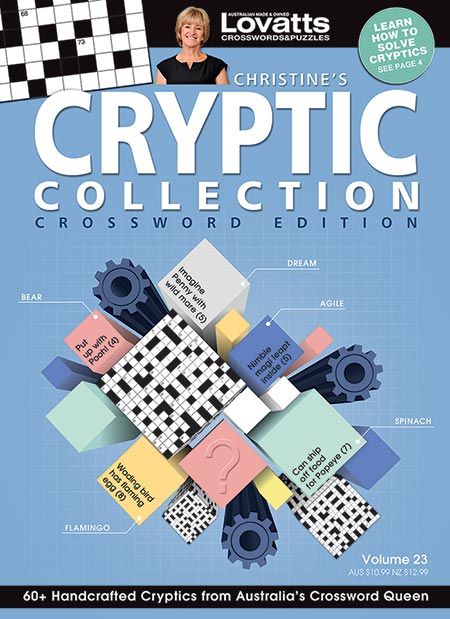 68
73
AUSTRALIAN MADE & OWNED
Lovatts
CROSSWORDS&PUZZLES
LEARN
HOW TO
SOLVE
CRYPTICS
SEE PAGE 4
CHRISTINE'S
CRYPTIC
COLLECTION
CROSSWORD EDITION
DREAM
Imagine
Penny with
wild mare (5)
BEAR
AGILE
Put
up with
Pooh! (4)
Nimble
magi leapt
inside (5)
SPINACH
Can ship
off food
for Popeye (7)
?
Wading bird
has flaming
egg (8)
FLAMINGO
Volume 23
AUS $10.99 NZ $12.99
60+ Handcrafted Cryptics from Australia's Crossword Queen